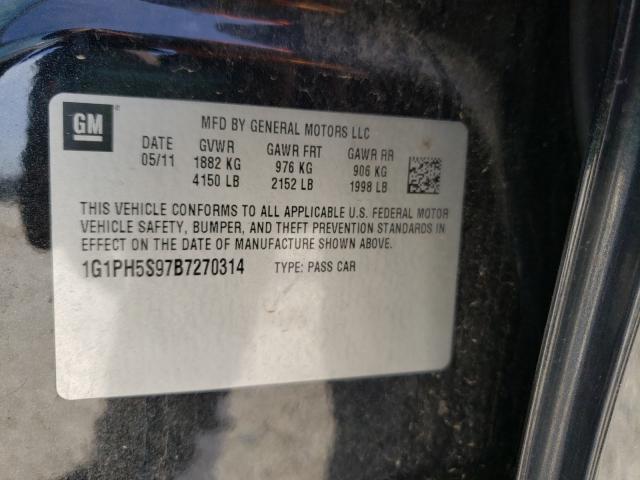 GM
MFD BY GENERAL MOTORS LLC
DATE GVWR GAWR FRT GAWR RR
05/11 1882 KG 976 KG 906 KG
4150 LB 2152 LB 1998 LB
THIS VEHICLE CONFORMS TO ALL APPLICABLE U.S. FEDERAL MOTOR
VEHICLE SAFETY, BUMPER, AND THEFT PREVENTION STANDARDS IN
EFFECT ON THE DATE OF MANUFACTURE SHOWN ABOVE.
1G1PH5S97B7270314 TYPE: PASS CAR